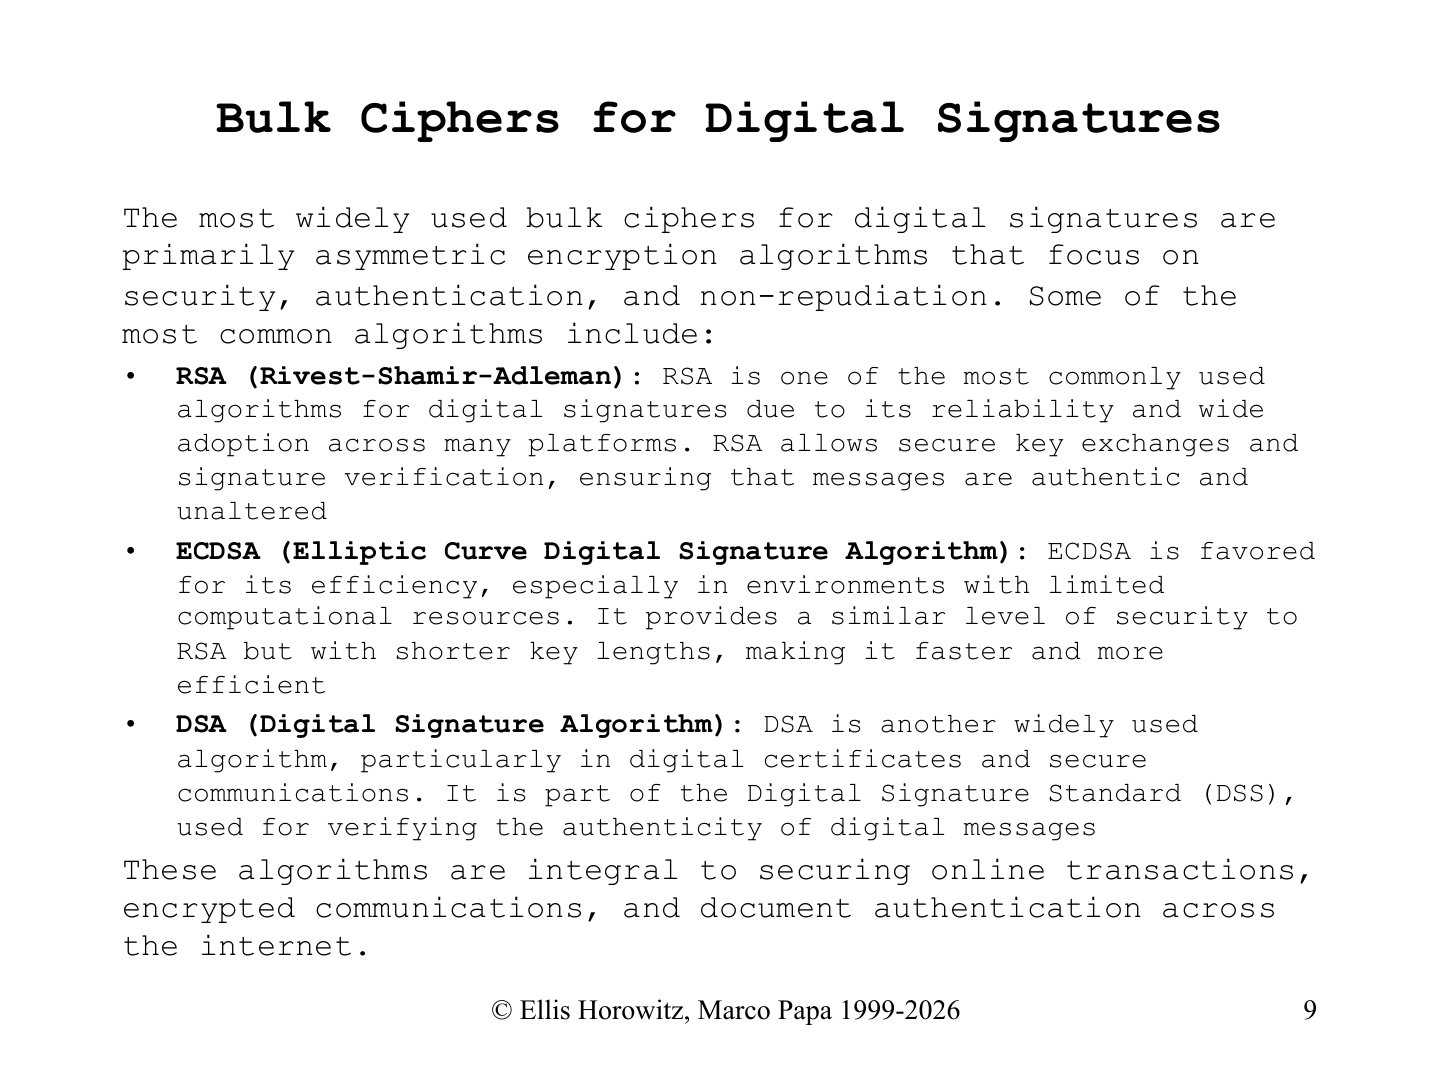 Bulk Ciphers for Digital Signatures
The most widely used bulk ciphers for digital signatures are
primarily asymmetric encryption algorithms that focus on
security, authentication, and non-repudiation. Some of the
most common algorithms include:
• RSA (Rivest-Shamir-Adleman): RSA is one of the most commonly used
algorithms for digital signatures due to its reliability and wide
adoption across many platforms. RSA allows secure key exchanges and
signature verification, ensuring that messages are authentic and
unaltered
• ECDSA (Elliptic Curve Digital Signature Algorithm): ECDSA is favored
for its efficiency, especially in environments with limited
computational resources. It provides a similar level of security to
RSA but with shorter key lengths, making it faster and more
efficient
• DSA (Digital Signature Algorithm): DSA is another widely used
algorithm, particularly in digital certificates and secure
communications. It is part of the Digital Signature Standard (DSS),
used for verifying the authenticity of digital messages
These algorithms are integral to securing online transactions,
encrypted communications, and document authentication across
the internet.
© Ellis Horowitz, Marco Papa 1999-2026
9